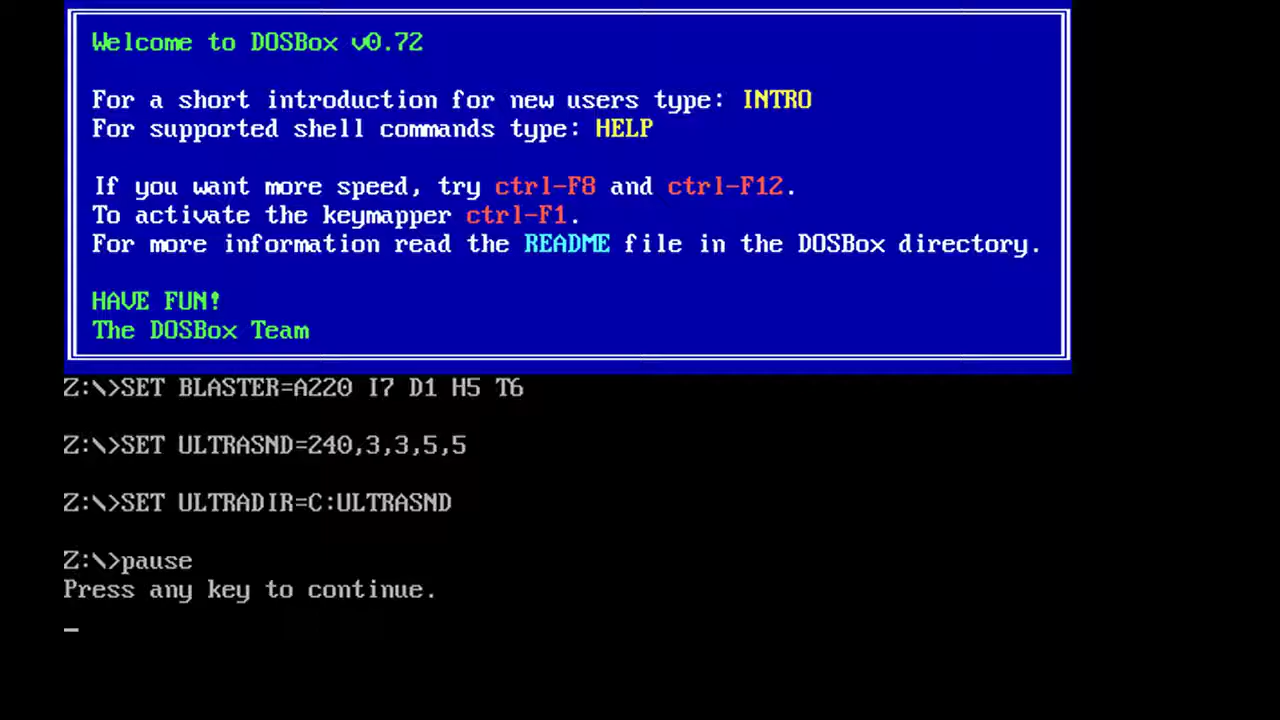 Welcome to DOSBox v0.72
For a short introduction for new users type: INTRO
For supported shell commands type: HELP
If you want more speed, try ctrl-F8 and ctrl-F12.
To activate the keymapper ctrl-F1.
For more information read the README file in the DOSBox directory.
HAVE FUN!
The DOSBox Team
Z:\>SET BLASTER=A220 I7 D1 H5 T6
Z:\>SET ULTRASND=240,3,3,5,5
Z:\>SET ULTRADIR=C:ULTRASND
Z:\>pause
Press any key to continue.
_